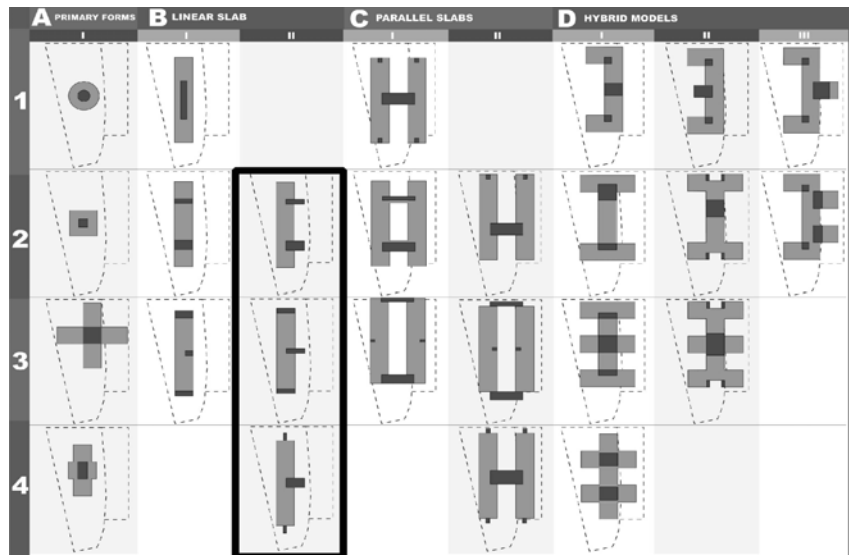 A PRIMARY FORMS B LINEAR SLAB C PARALLEL SLABS D HYBRID MODELS
I I II I II I II III
1
2
3
4